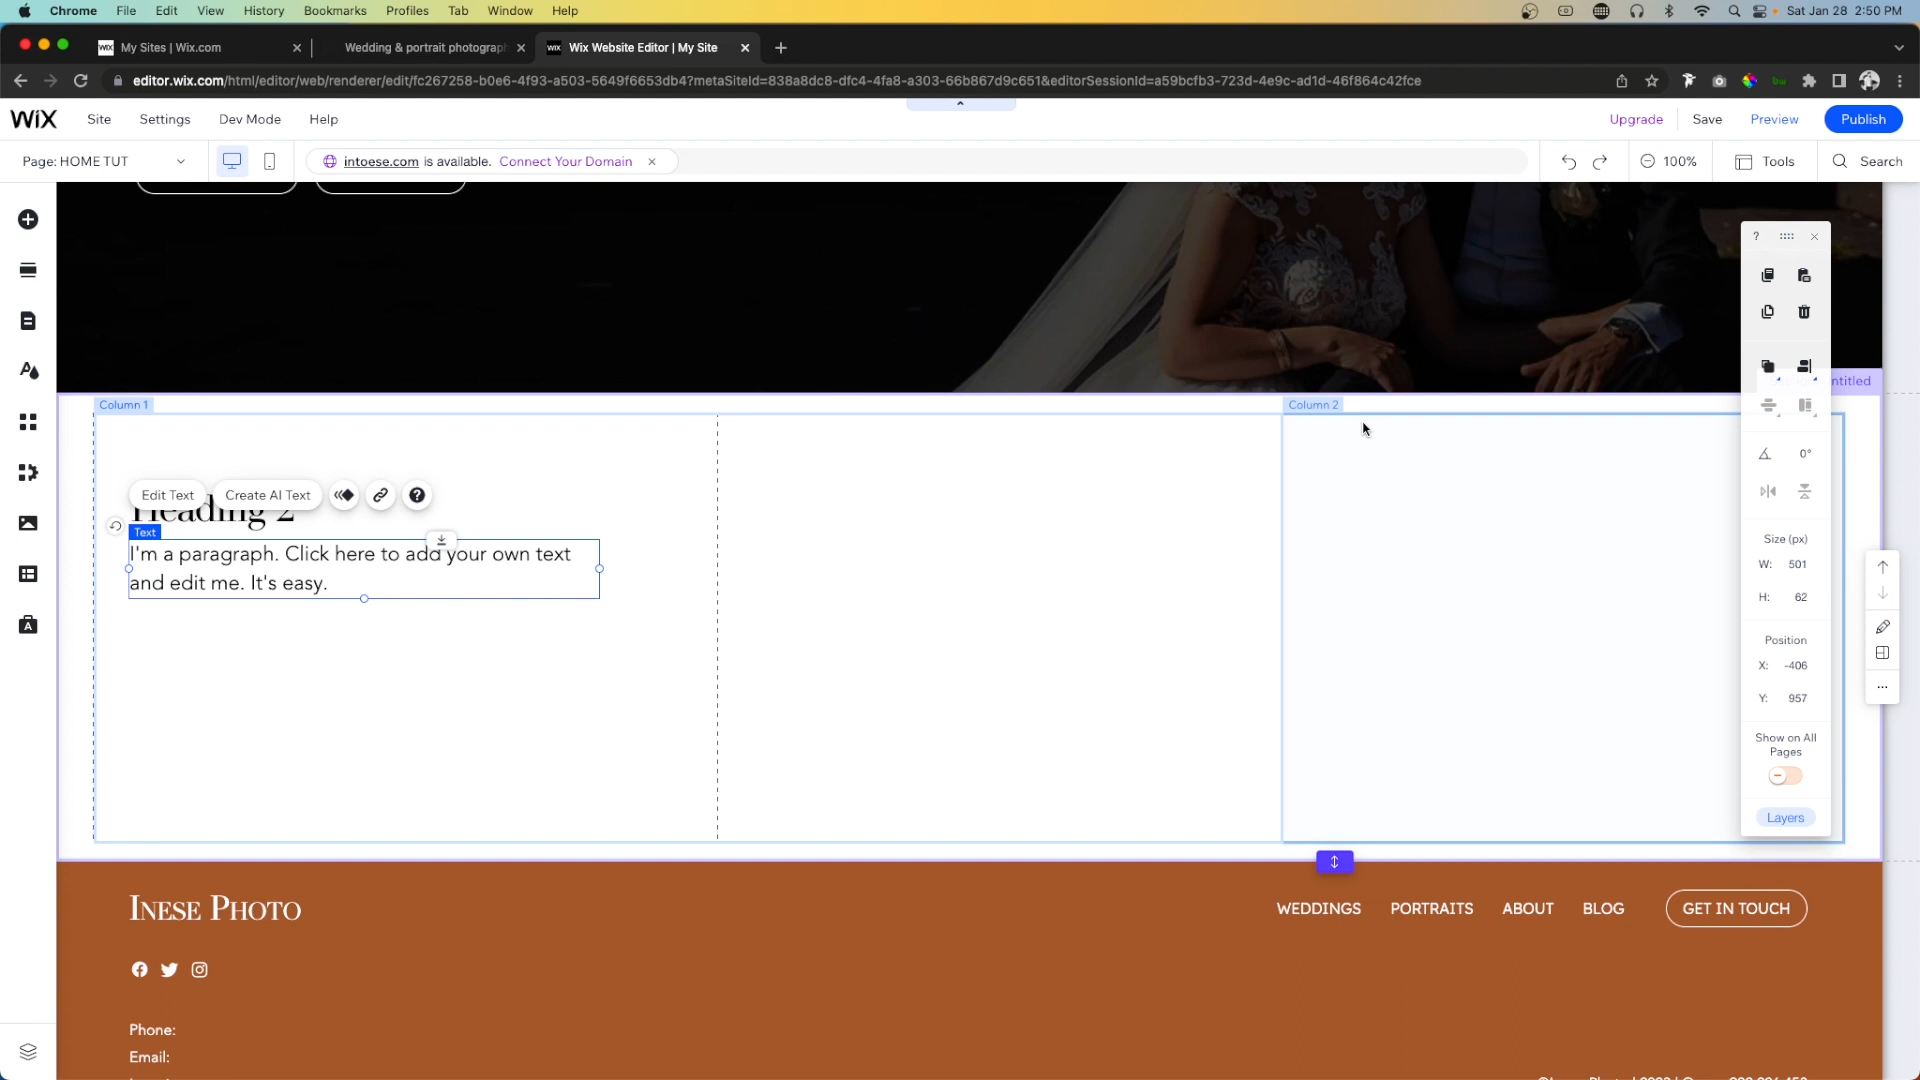 Chrome File Edit View History Bookmarks Profiles Tab Window Help Sat Jan 28 2:50 PM
My Sites | Wix.com Wedding & portrait photograph Wix Website Editor | My Site
editor.wix.com/html/editor/web/renderer/edit/fc267258-b0e6-4f93-a503-5649f6653db4?metaSiteId=838a8dc8-dfc4-4fa8-a303-66b867d9c651&editorSessionId=a59bcfb3-723d-4e9c-ad1d-46f864c42fce
WiX Site Settings Dev Mode Help Upgrade Save Preview Publish
Page: HOME TUT intoese.com is available. Connect Your Domain 100% Tools Search
ntitled
Column 1 Column 2
0°
Edit Text Create AI Text
Heading 2
Text
I'm a paragraph. Click here to add your own text
and edit me. It's easy.
Size (px)
W: 501
H: 62
Position
X: -406
Y: 957
Show on All
Pages
Layers
INESE PHOTO WEDDINGS PORTRAITS ABOUT BLOG GET IN TOUCH
Phone:
Email: